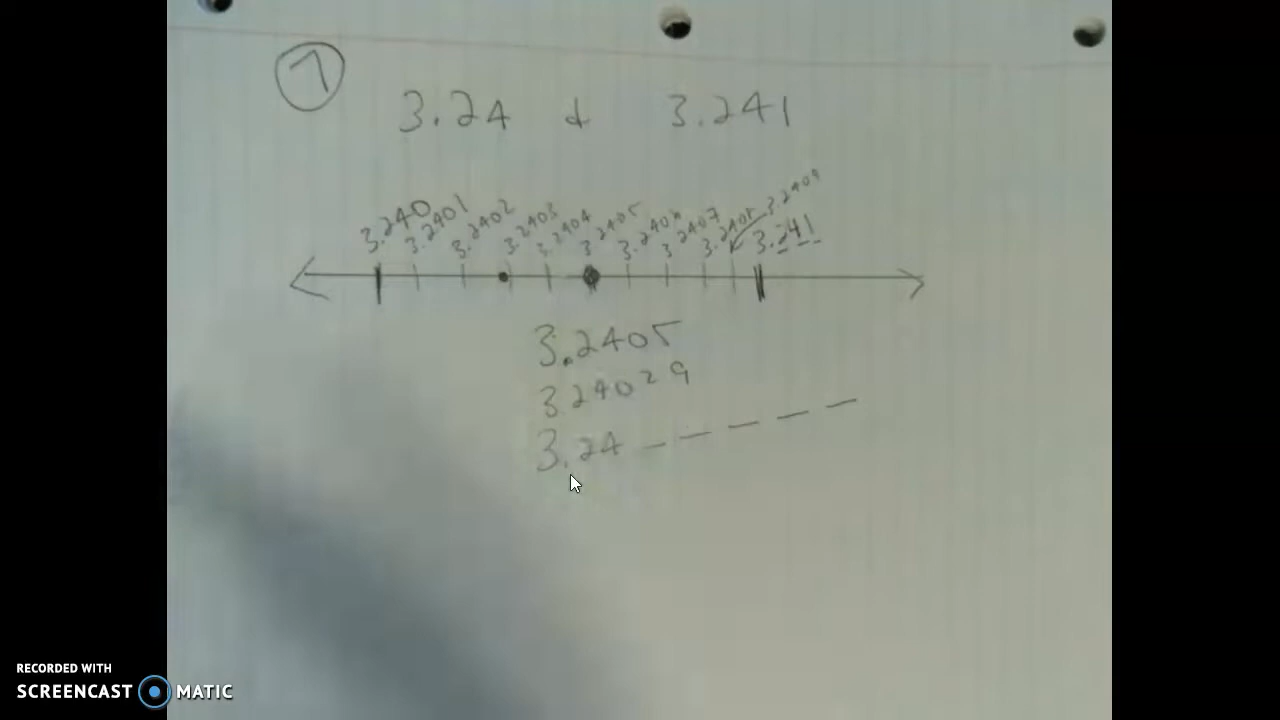 7
3.24 & 3.241
3.240 3.2401 3.2402 3.2403 3.2404 3.2405 3.2406 3.2407 3.2408 3.2409 3.241
3.2405
3.24029
3.24 _ _ _ _ _
RECORDED WITH
SCREENCAST MATIC